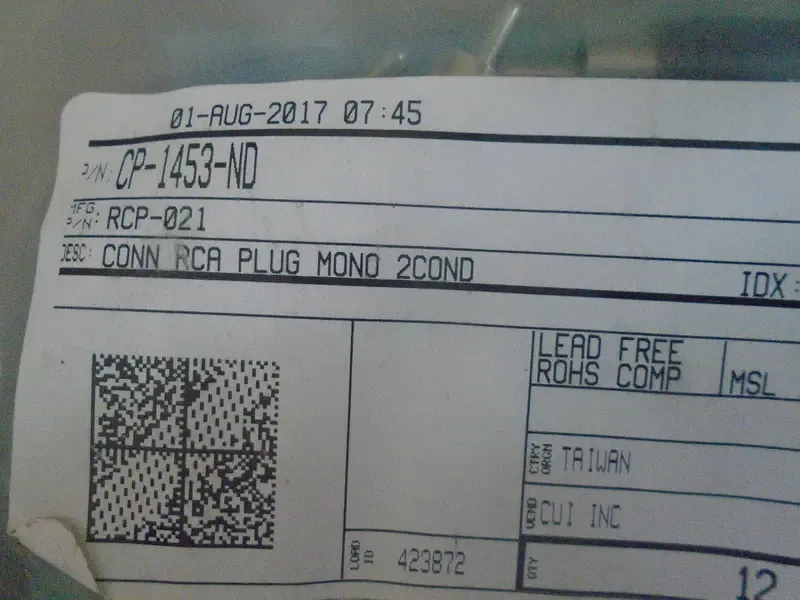 01-AUG-2017 07:45
P/N: CP-1453-ND
MFG P/N: RCP-021
DESC: CONN RCA PLUG MONO 2COND
IDX:
LEAD FREE
ROHS COMP
MSL
CTRY ORGN TAIWAN
VEND CUI INC
LOAD ID 423872
QTY 12